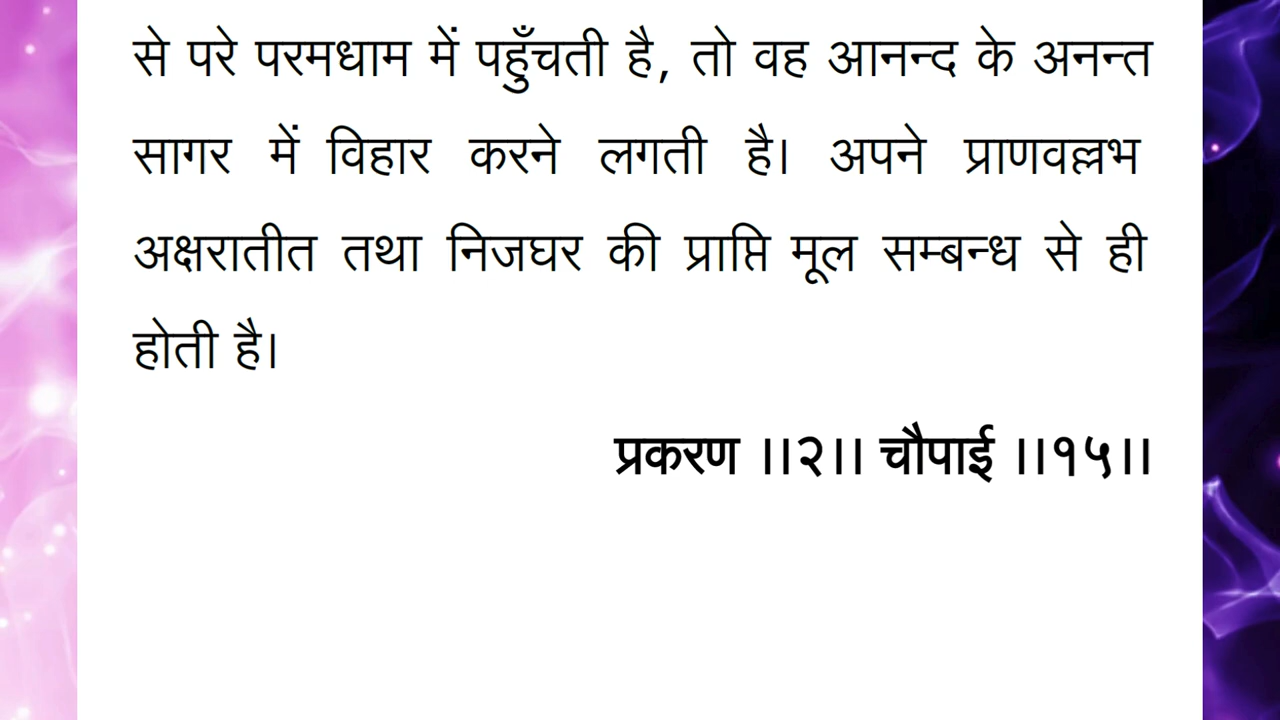 से परे परमधाम में पहुँचती है, तो वह आनन्द के अनन्त
सागर में विहार करने लगती है। अपने प्राणवल्लभ
अक्षरातीत तथा निजघर की प्राप्ति मूल सम्बन्ध से ही
होती है।
प्रकरण ।।२।। चौपाई ।।१५।।